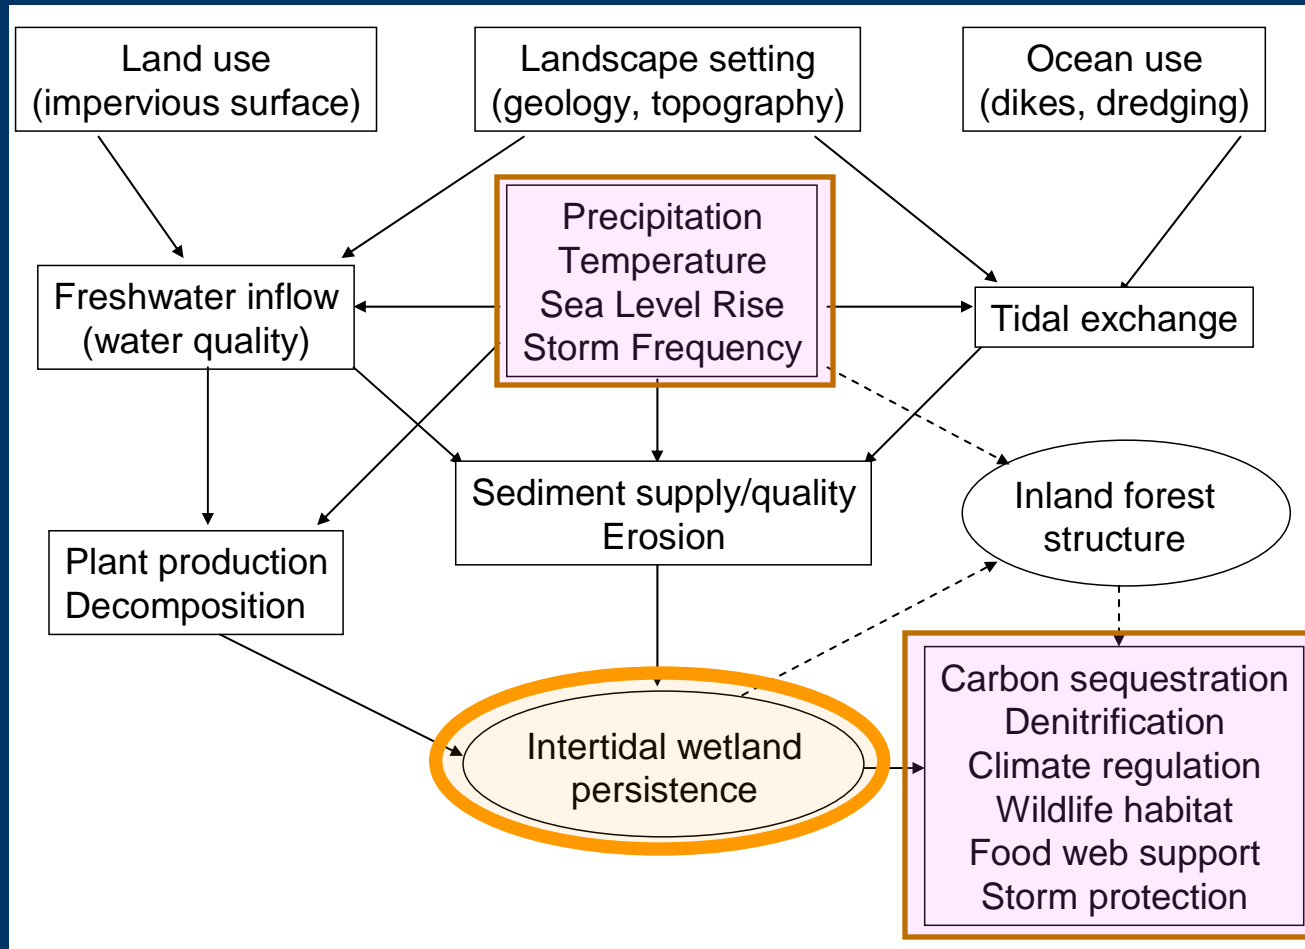 Land use
(impervious surface)
Landscape setting
(geology, topography)
Ocean use
(dikes, dredging)
Precipitation
Temperature
Sea Level Rise
Storm Frequency
Freshwater inflow
(water quality)
Tidal exchange
Sediment supply/quality
Erosion
Inland forest
structure
Plant production
Decomposition
Intertidal wetland
persistence
Carbon sequestration
Denitrification
Climate regulation
Wildlife habitat
Food web support
Storm protection